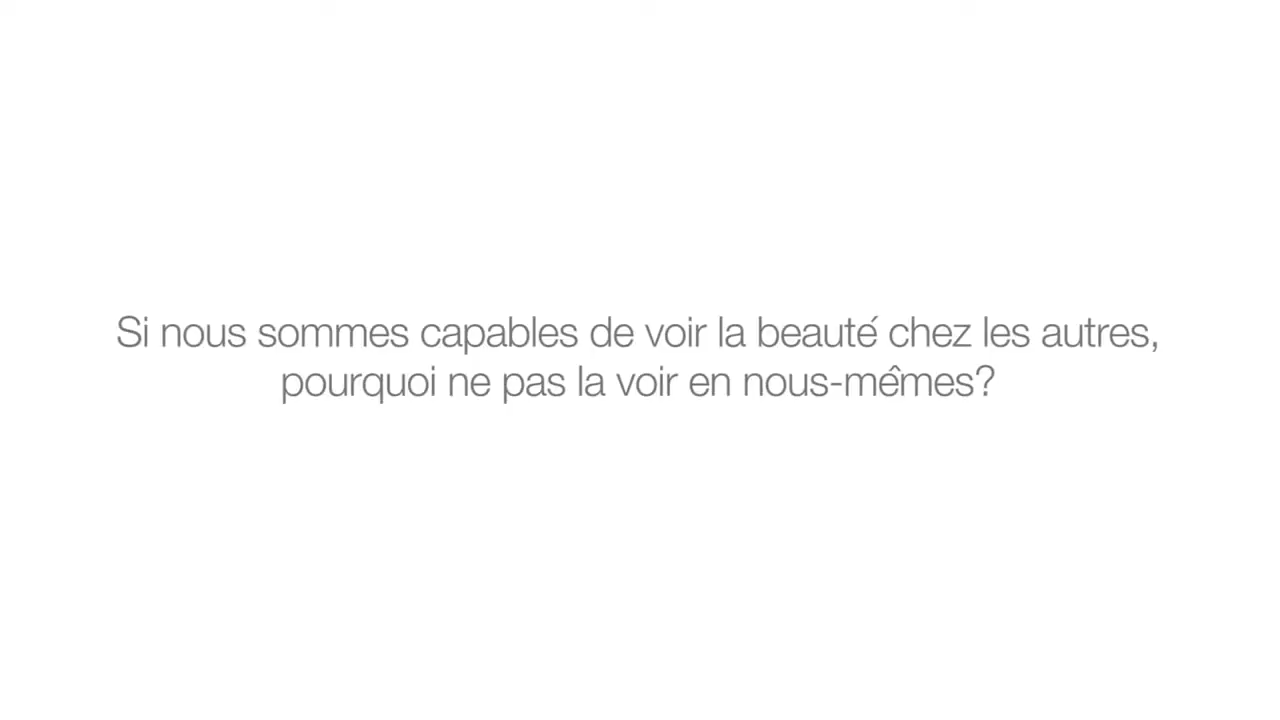 Si nous sommes capables de voir la beauté chez les autres,
pourquoi ne pas la voir en nous-mêmes?